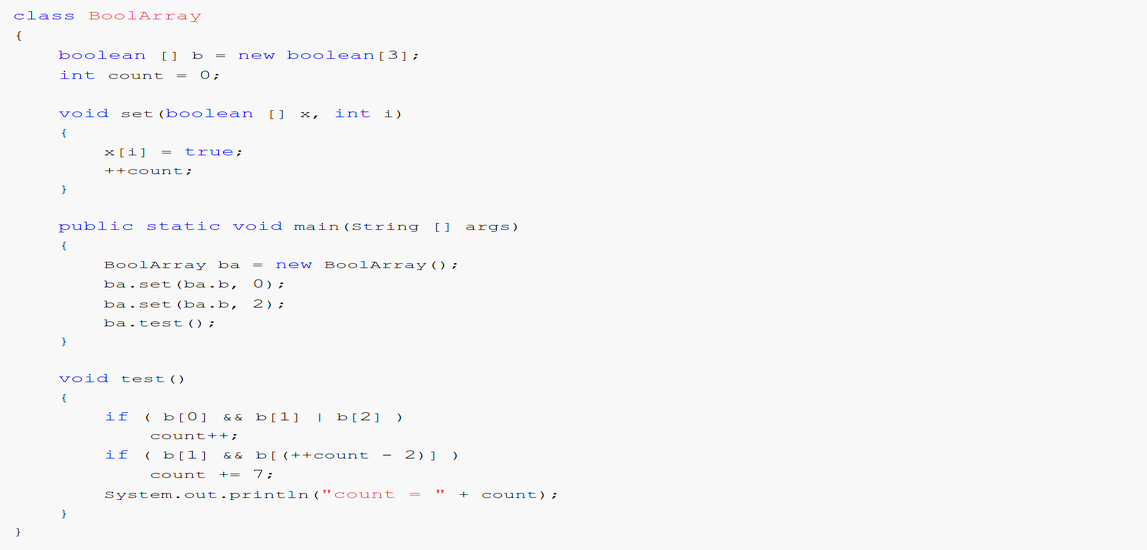 class BoolArray
{
boolean [] b = new boolean[3];
int count = 0;
void set(boolean [] x, int i)
{
x[i] = true;
++count;
}
public static void main(String [] args)
{
BoolArray ba = new BoolArray();
ba.set(ba.b, 0);
ba.set(ba.b, 2);
ba.test();
}
void test()
{
if ( b[0] && b[1] | b[2] )
count++;
if ( b[1] && b[(++count - 2)] )
count += 7;
System.out.println("count = " + count);
}
}